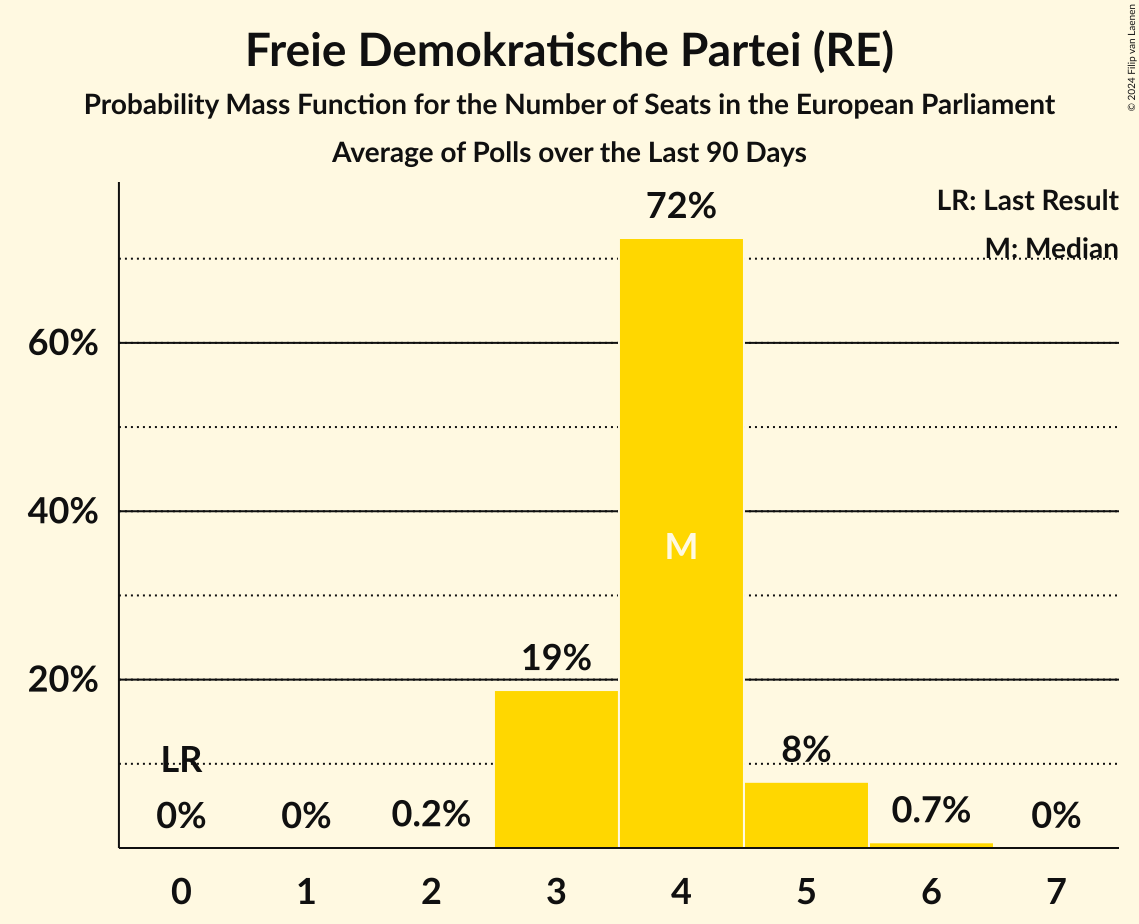 Freie Demokratische Partei (RE)
Probability Mass Function for the Number of Seats in the European Parliament
Average of Polls over the Last 90 Days
© 2024 Filip van Laenen
LR: Last Result
M: Median
72%
60%
40%
M
19%
20%
LR
8%
0%
0%
0.2%
0.7%
0%
0 1 2 3 4 5 6 7